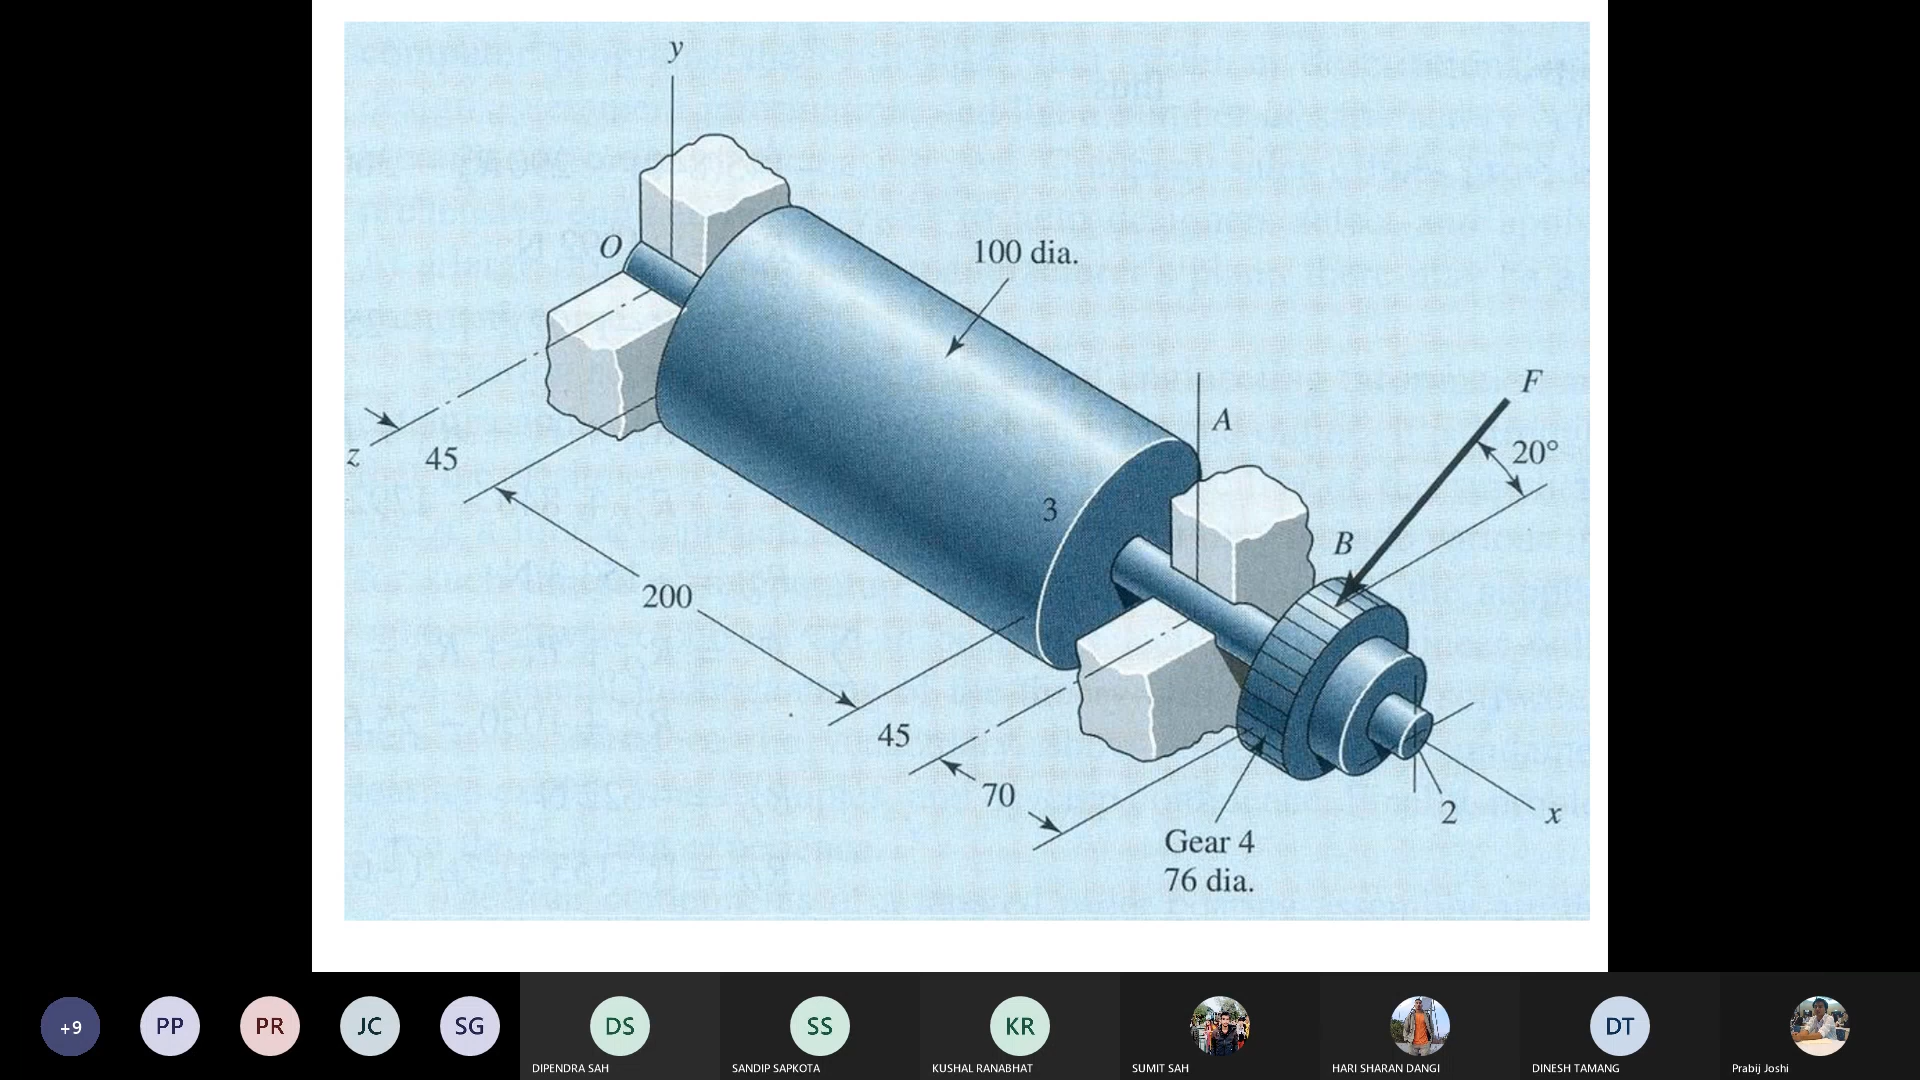 y
O
100 dia.
A
F
20°
z
45
3
B
200
45
70
2
x
Gear 4
76 dia.
+9
PP
PR
JC
SG
DS
SS
KR
DT
DIPENDRA SAH
SANDIP SAPKOTA
KUSHAL RANABHAT
SUMIT SAH
HARI SHARAN DANGI
DINESH TAMANG
Prabij Joshi